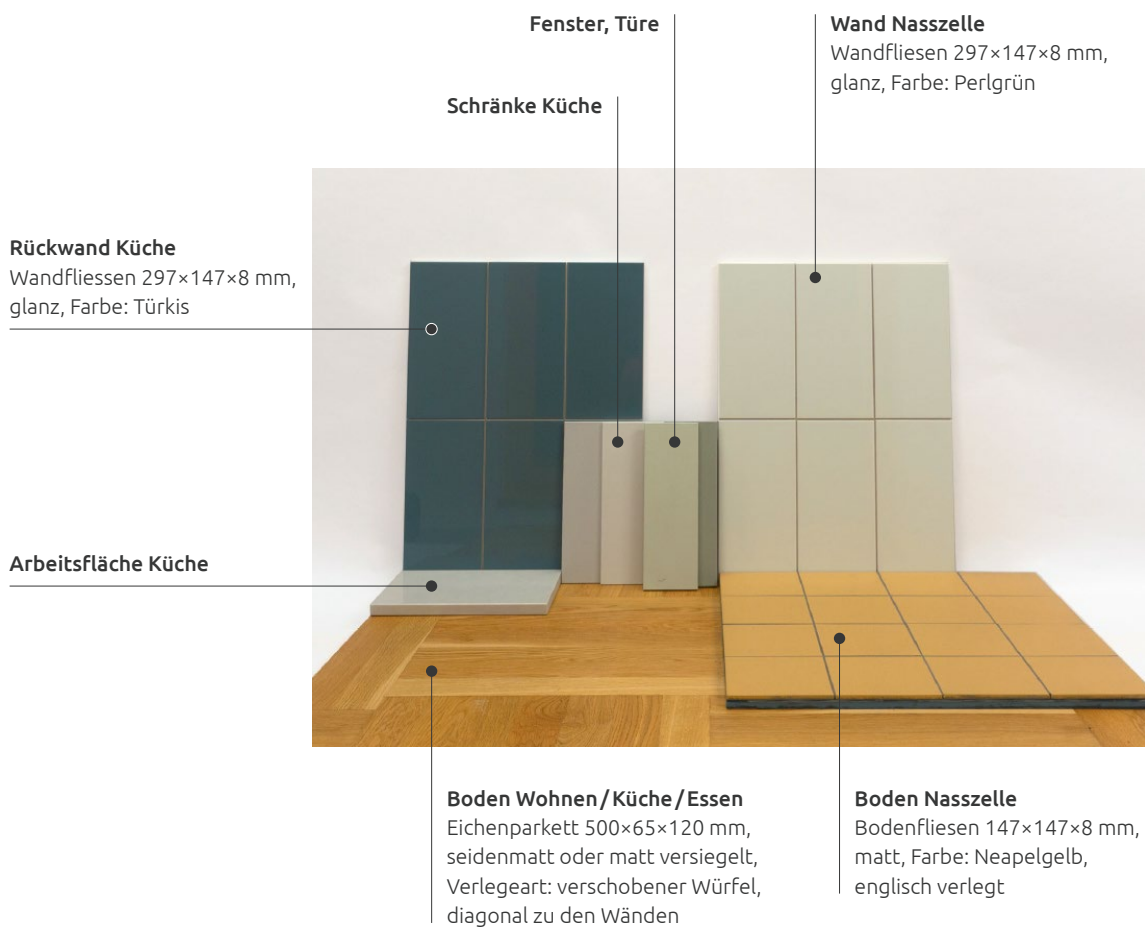 Fenster, Türe
Wand Nasszelle
Wandfliesen 297×147×8 mm,
glanz, Farbe: Perlgrün
Schränke Küche
Rückwand Küche
Wandfliessen 297×147×8 mm,
glanz, Farbe: Türkis
Arbeitsfläche Küche
Boden Wohnen/Küche/Essen
Eichenparkett 500×65×120 mm,
seidenmatt oder matt versiegelt,
Verlegeart: verschobener Würfel,
diagonal zu den Wänden
Boden Nasszelle
Bodenfliesen 147×147×8 mm,
matt, Farbe: Neapelgelb,
englisch verlegt